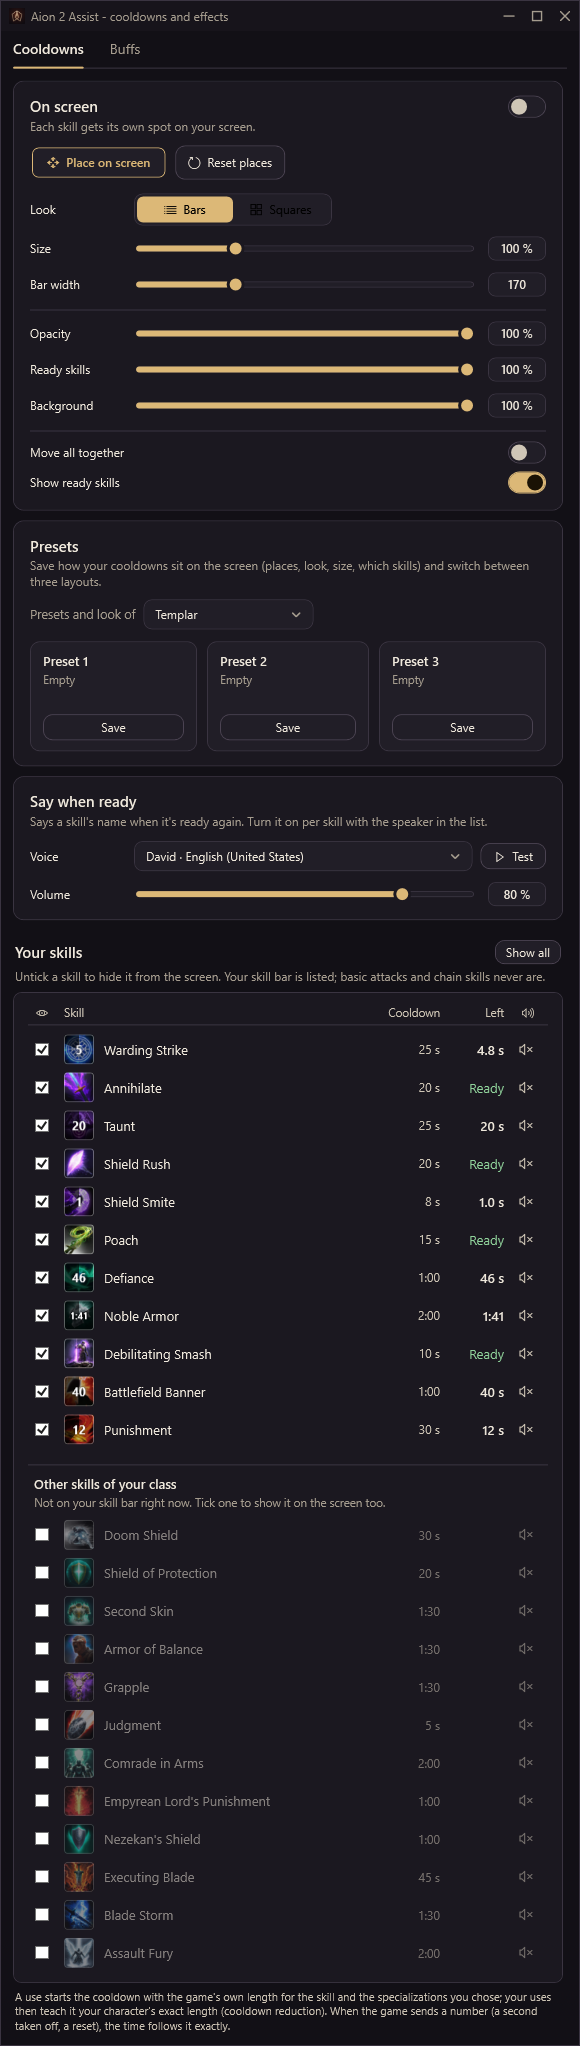 Aion 2 Assist - cooldowns and effects
Cooldowns Buffs
On screen
Each skill gets its own spot on your screen.
Place on screen Reset places
Look Bars Squares
Size 100 %
Bar width 170
Opacity 100 %
Ready skills 100 %
Background 100 %
Move all together
Show ready skills
Presets
Save how your cooldowns sit on the screen (places, look, size, which skills) and switch between
three layouts.
Presets and look of Templar
Preset 1 Preset 2 Preset 3
Empty Empty Empty
Save Save Save
Say when ready
Says a skill's name when it's ready again. Turn it on per skill with the speaker in the list.
Voice David · English (United States) Test
Volume 80 %
Your skills Show all
Untick a skill to hide it from the screen. Your skill bar is listed; basic attacks and chain skills never are.
Skill Cooldown Left
5 Warding Strike 25 s 4.8 s
Annihilate 20 s Ready
20 Taunt 25 s 20 s
Shield Rush 20 s Ready
1 Shield Smite 8 s 1.0 s
Poach 15 s Ready
46 Defiance 1:00 46 s
1:41 Noble Armor 2:00 1:41
Debilitating Smash 10 s Ready
40 Battlefield Banner 1:00 40 s
12 Punishment 30 s 12 s
Other skills of your class
Not on your skill bar right now. Tick one to show it on the screen too.
Doom Shield 30 s
Shield of Protection 20 s
Second Skin 1:30
Armor of Balance 1:30
Grapple 1:30
Judgment 5 s
Comrade in Arms 2:00
Empyrean Lord's Punishment 1:00
Nezekan's Shield 1:00
Executing Blade 45 s
Blade Storm 1:30
Assault Fury 2:00
A use starts the cooldown with the game's own length for the skill and the specializations you chose; your uses
then teach it your character's exact length (cooldown reduction). When the game sends a number (a second
taken off, a reset), the time follows it exactly.